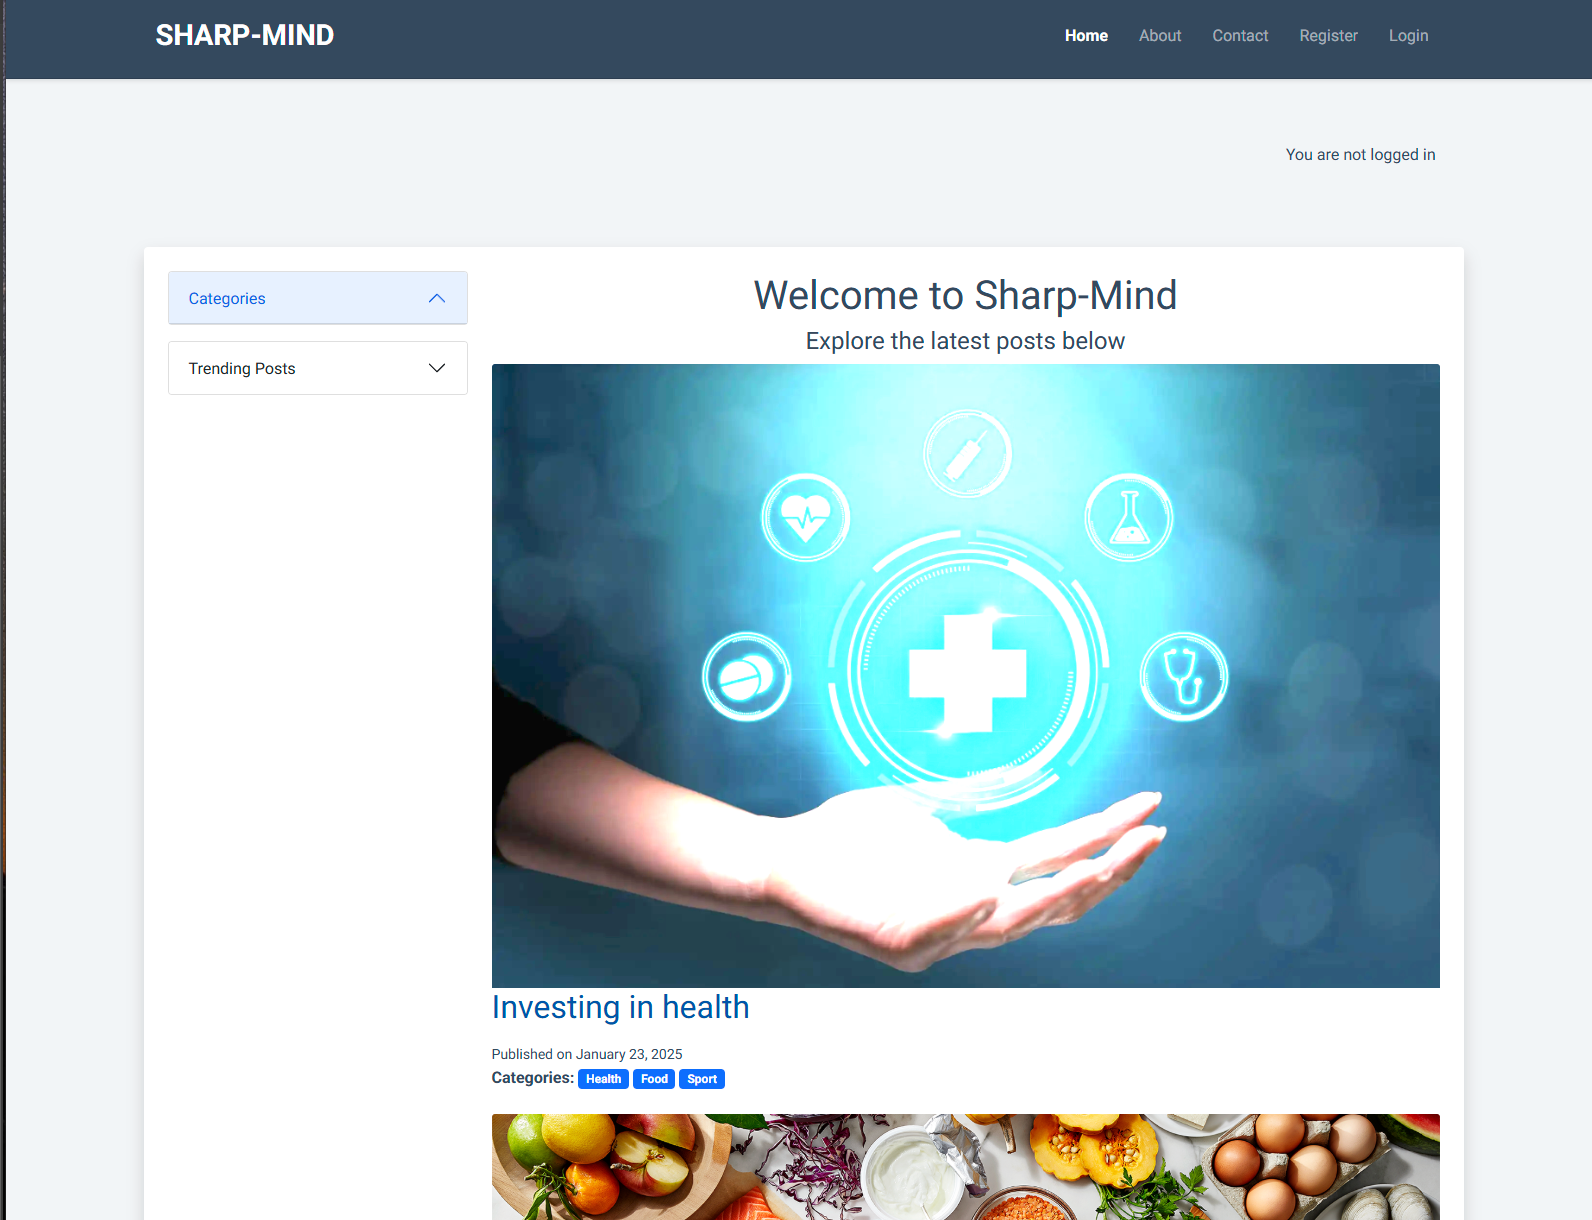 SHARP-MIND
Home About Contact Register Login
You are not logged in
Categories
Trending Posts
Welcome to Sharp-Mind
Explore the latest posts below
Investing in health
Published on January 23, 2025
Categories: Health Food Sport